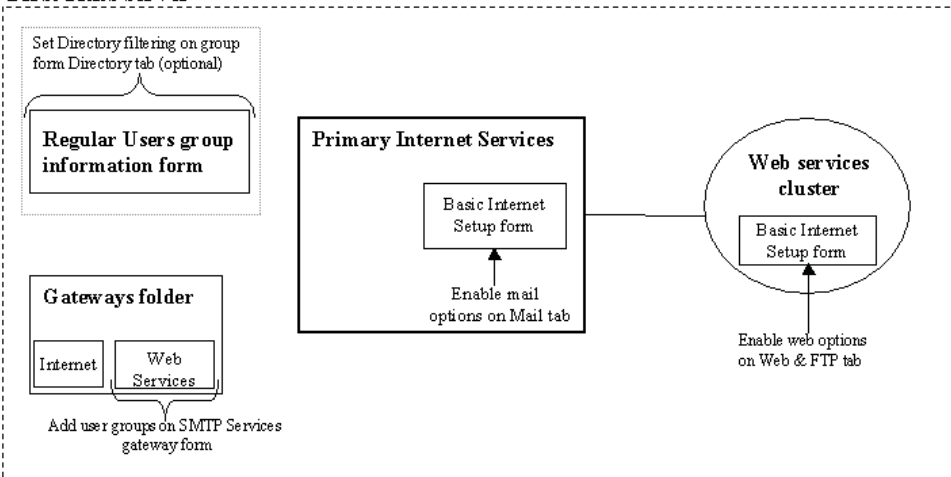 Set Directory filtering on group
form Directory tab (optional)
Regular Users group
information form
Primary Internet Services
Basic Internet
Setup form
Enable mail
options on Mail tab
Web services
cluster
Basic Internet
Setup form
Enable web options
on Web & FTP tab
Gateways folder
Internet
Web
Services
Add user groups on SMTP Services
gateway form